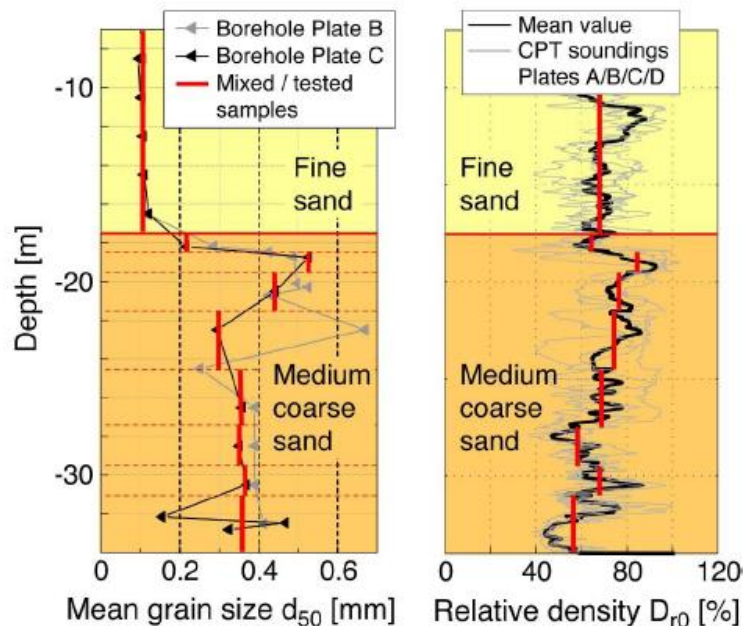 Borehole Plate B
Borehole Plate C
Mixed / tested
samples
Mean value
CPT soundings
Plates A/B/C/D
-10
-20
-30
Depth [m]
Fine
sand
Medium
coarse
sand
Fine
sand
Medium
coarse
sand
0 0.2 0.4 0.6
0 40 80 120
Mean grain size d50 [mm]
Relative density Dr0 [%]